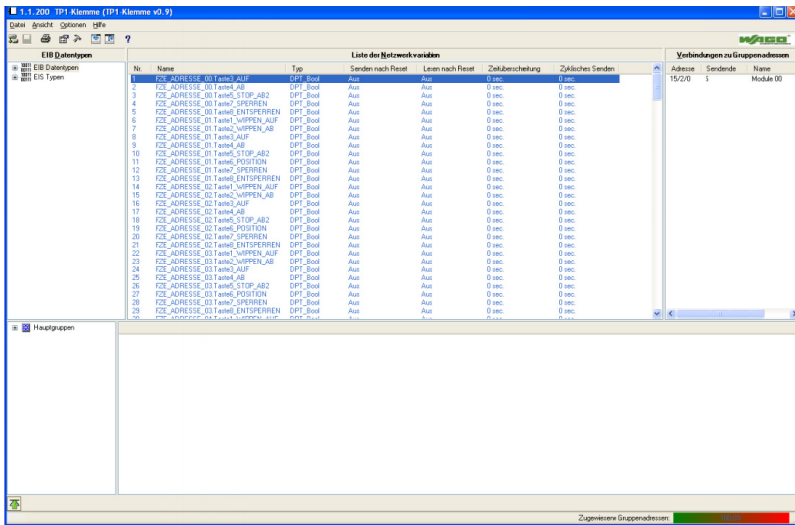 1.1.200 TP1-Klemme (TP1-Klemme v0.9)
Datei Ansicht Optionen Hilfe
WAGO
EIB Datentypen
Liste der Netzwerkvariablen
Verbindungen zu Gruppenadressen
EIB Datentypen
EIS Typen
Nr. Name Typ Senden nach Reset Lesen nach Reset Zeitüberscheitung Zyklisches Senden
1 FZE_ADRESSE_00.Taste3_AUF DPT_Bool Aus Aus 0 sec. 0 sec.
2 FZE_ADRESSE_00.Taste4_AB DPT_Bool Aus Aus 0 sec. 0 sec.
3 FZE_ADRESSE_00.Taste5_STOP_AB2 DPT_Bool Aus Aus 0 sec. 0 sec.
4 FZE_ADRESSE_00.Taste7_SPERREN DPT_Bool Aus Aus 0 sec. 0 sec.
5 FZE_ADRESSE_00.Taste8_ENTSPERREN DPT_Bool Aus Aus 0 sec. 0 sec.
6 FZE_ADRESSE_01.Taste1_WIPPEN_AUF DPT_Bool Aus Aus 0 sec. 0 sec.
7 FZE_ADRESSE_01.Taste2_WIPPEN_AB DPT_Bool Aus Aus 0 sec. 0 sec.
8 FZE_ADRESSE_01.Taste3_AUF DPT_Bool Aus Aus 0 sec. 0 sec.
9 FZE_ADRESSE_01.Taste4_AB DPT_Bool Aus Aus 0 sec. 0 sec.
10 FZE_ADRESSE_01.Taste5_STOP_AB2 DPT_Bool Aus Aus 0 sec. 0 sec.
11 FZE_ADRESSE_01.Taste6_POSITION DPT_Bool Aus Aus 0 sec. 0 sec.
12 FZE_ADRESSE_01.Taste7_SPERREN DPT_Bool Aus Aus 0 sec. 0 sec.
13 FZE_ADRESSE_01.Taste8_ENTSPERREN DPT_Bool Aus Aus 0 sec. 0 sec.
14 FZE_ADRESSE_02.Taste1_WIPPEN_AUF DPT_Bool Aus Aus 0 sec. 0 sec.
15 FZE_ADRESSE_02.Taste2_WIPPEN_AB DPT_Bool Aus Aus 0 sec. 0 sec.
16 FZE_ADRESSE_02.Taste3_AUF DPT_Bool Aus Aus 0 sec. 0 sec.
17 FZE_ADRESSE_02.Taste4_AB DPT_Bool Aus Aus 0 sec. 0 sec.
18 FZE_ADRESSE_02.Taste5_STOP_AB2 DPT_Bool Aus Aus 0 sec. 0 sec.
19 FZE_ADRESSE_02.Taste6_POSITION DPT_Bool Aus Aus 0 sec. 0 sec.
20 FZE_ADRESSE_02.Taste7_SPERREN DPT_Bool Aus Aus 0 sec. 0 sec.
21 FZE_ADRESSE_02.Taste8_ENTSPERREN DPT_Bool Aus Aus 0 sec. 0 sec.
22 FZE_ADRESSE_03.Taste1_WIPPEN_AUF DPT_Bool Aus Aus 0 sec. 0 sec.
23 FZE_ADRESSE_03.Taste2_WIPPEN_AB DPT_Bool Aus Aus 0 sec. 0 sec.
24 FZE_ADRESSE_03.Taste3_AUF DPT_Bool Aus Aus 0 sec. 0 sec.
25 FZE_ADRESSE_03.Taste4_AB DPT_Bool Aus Aus 0 sec. 0 sec.
26 FZE_ADRESSE_03.Taste5_STOP_AB2 DPT_Bool Aus Aus 0 sec. 0 sec.
27 FZE_ADRESSE_03.Taste6_POSITION DPT_Bool Aus Aus 0 sec. 0 sec.
28 FZE_ADRESSE_03.Taste7_SPERREN DPT_Bool Aus Aus 0 sec. 0 sec.
29 FZE_ADRESSE_03.Taste8_ENTSPERREN DPT_Bool Aus Aus 0 sec. 0 sec.
Adresse Sendende Name
15/2/0 S Module 00
Hauptgruppen
Zugewiesene Gruppenadressen: